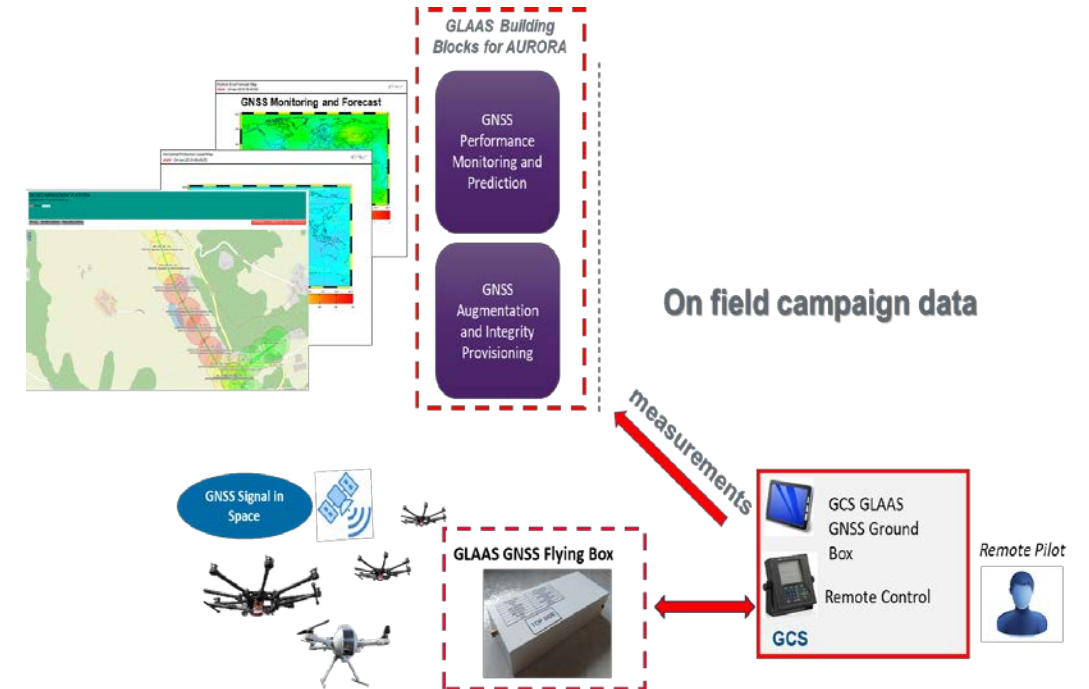 GLAAS Building
Blocks for AURORA
GNSS
Performance
Monitoring and
Prediction
GNSS
Augmentation
and Integrity
Provisioning
GNSS Monitoring and Forecast
On field campaign data
measurements
GNSS Signal in
Space
GLAAS GNSS Flying Box
TOP SIDE
GCS GLAAS
GNSS Ground
Box
Remote Control
GCS
Remote Pilot